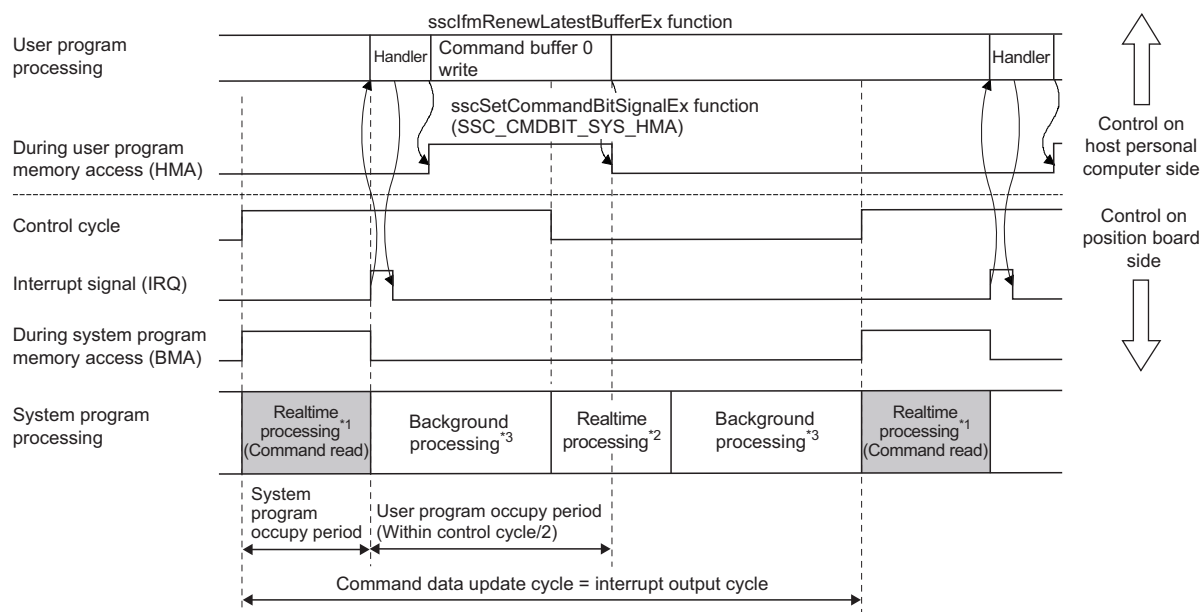 sscIfmRenewLatestBufferEx function
User program
processing
Handler
Command buffer 0
write
Handler
sscSetCommandBitSignalEx function
(SSC_CMDBIT_SYS_HMA)
During user program
memory access (HMA)
Control on
host personal
computer side
Control cycle
Control on
position board
side
Interrupt signal (IRQ)
During system program
memory access (BMA)
System program
processing
Realtime
processing*1
(Command read)
Background
processing*3
Realtime
processing*2
Background
processing*3
Realtime
processing*1
(Command read)
System
program
occupy period
User program occupy period
(Within control cycle/2)
Command data update cycle = interrupt output cycle